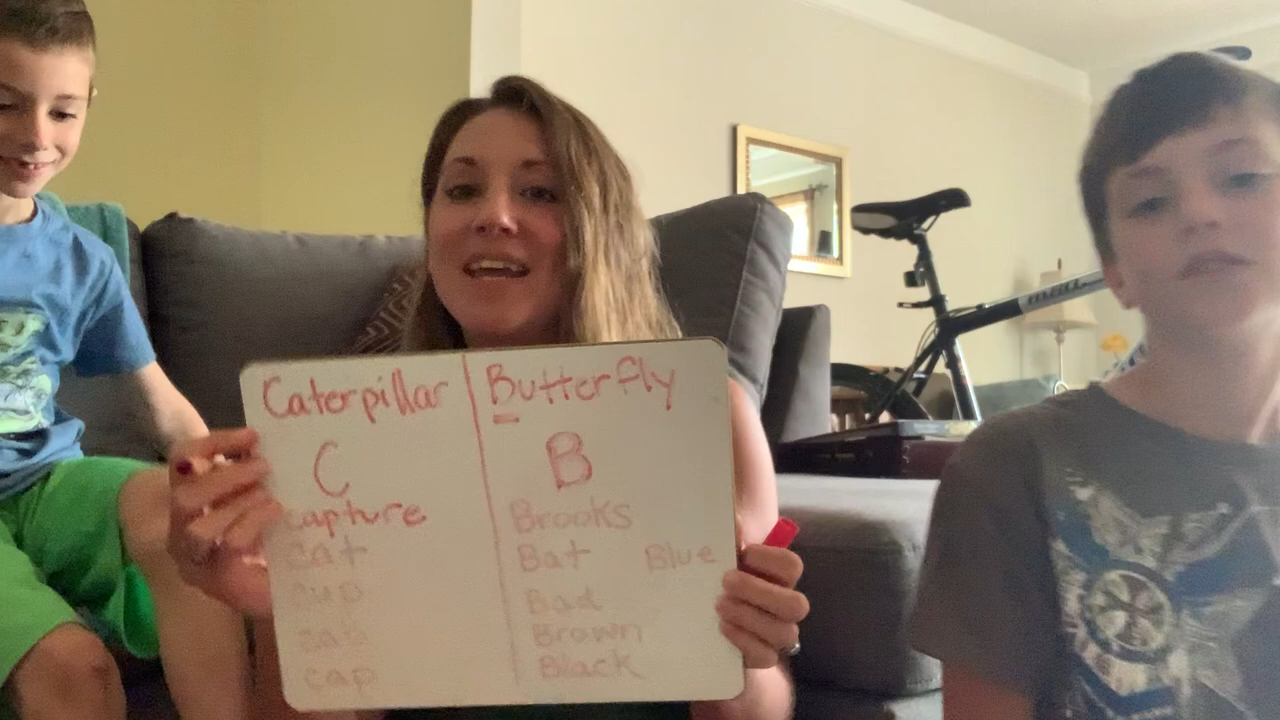 Caterpillar
C
capture
cat
cup
cab
cap
Butterfly
B
Brooks
Bat Blue
Bad
Brown
Black